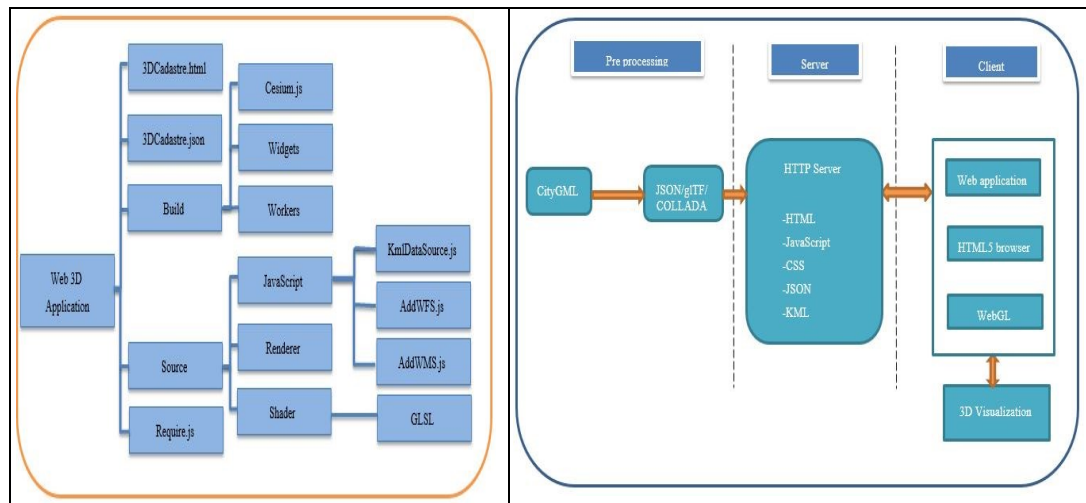 3DCadastre.html
3DCadastre.json
Build
Cesium.js
Widgets
Workers
Web 3D
Application
Source
Require.js
JavaScript
Renderer
Shader
KmlDataSource.js
AddWFS.js
AddWMS.js
GLSL
Pre processing
Server
Client
CityGML
JSON/glTF/
COLLADA
HTTP Server
-HTML
-JavaScript
-CSS
-JSON
-KML
Web application
HTML5 browser
WebGL
3D Visualization